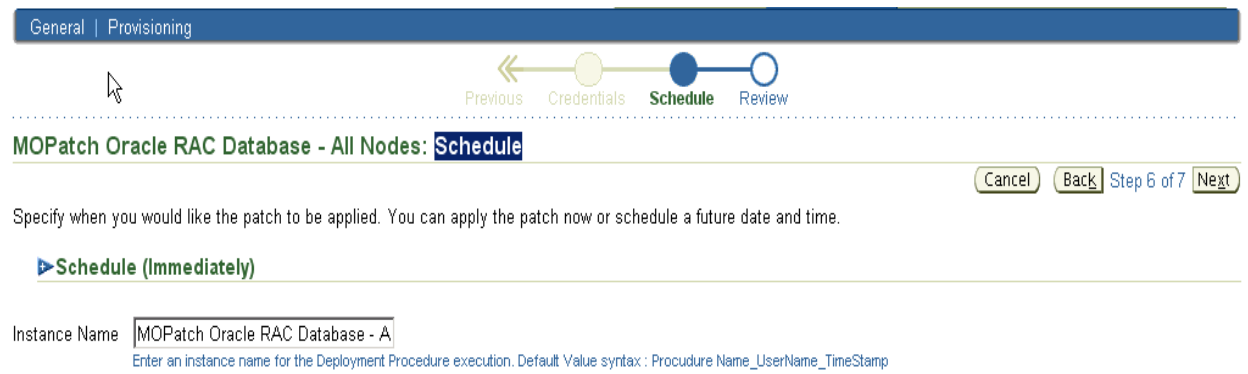 General | Provisioning
Previous Credentials Schedule Review
MOPatch Oracle RAC Database - All Nodes: Schedule
Cancel Back Step 6 of 7 Next
Specify when you would like the patch to be applied. You can apply the patch now or schedule a future date and time.
Schedule (Immediately)
Instance Name MOPatch Oracle RAC Database - A
Enter an instance name for the Deployment Procedure execution. Default Value syntax : Procudure Name_UserName_TimeStamp